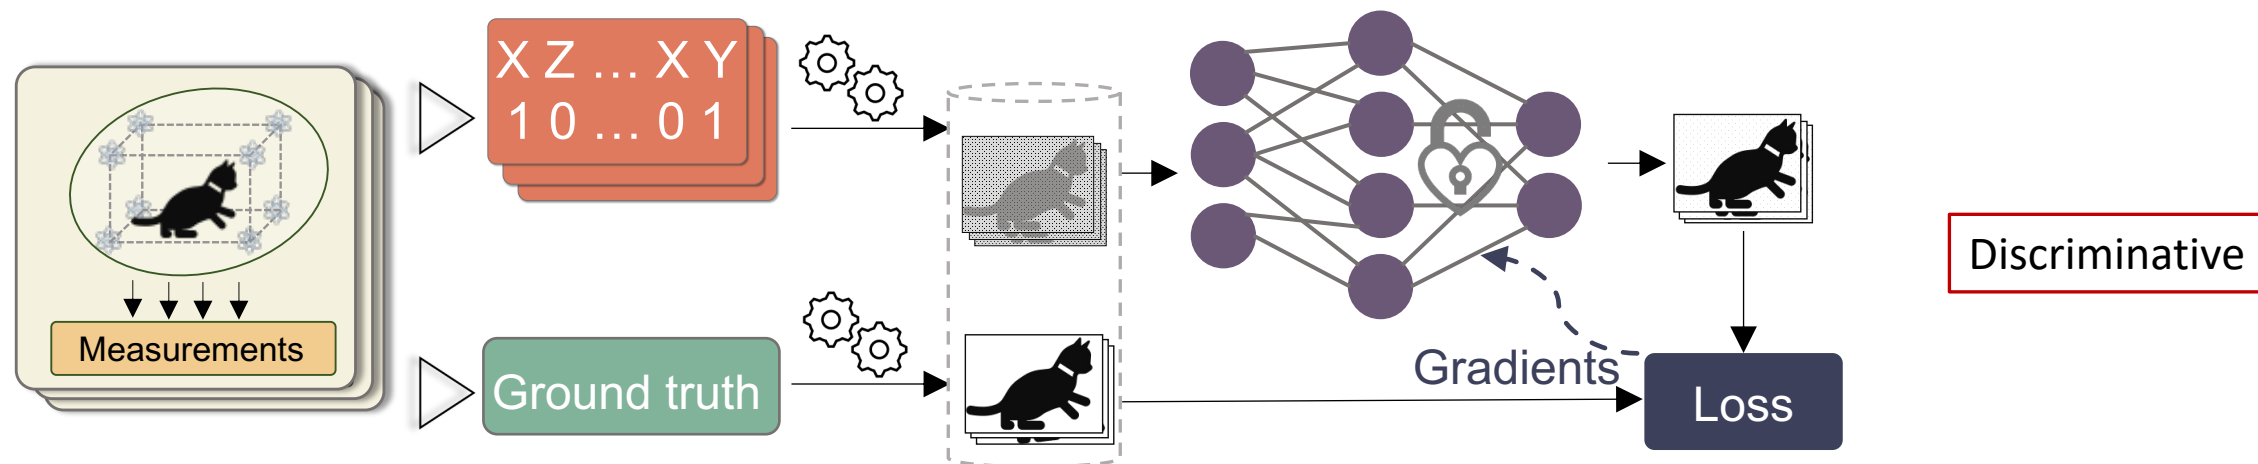 X Z ... X Y
1 0 ... 0 1
Measurements
Ground truth
Gradients
Loss
Discriminative